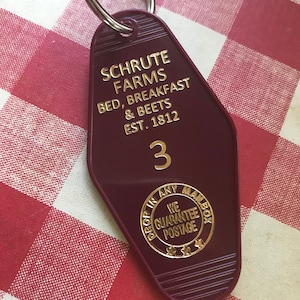 SCHRUTE
FARMS
BED, BREAKFAST
& BEETS
EST. 1812
3
DROP IN ANY MAILBOX
WE
GUARANTEE
POSTAGE